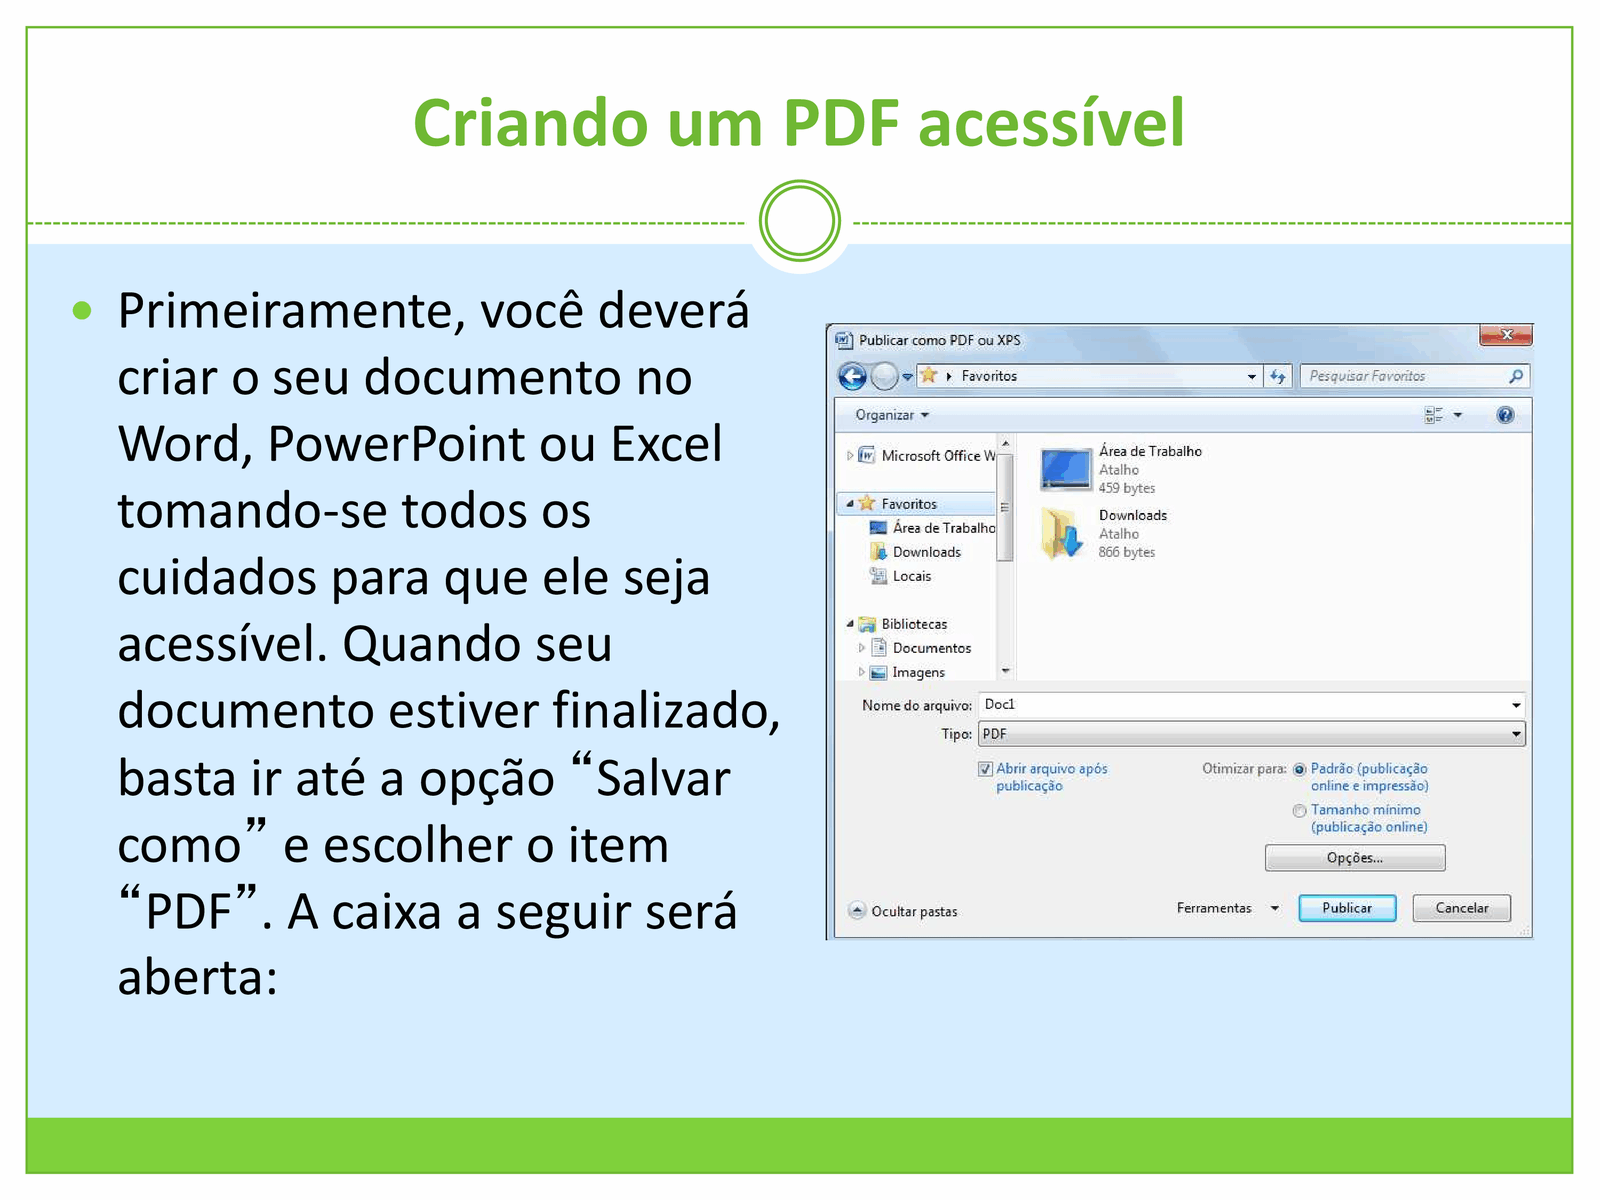 Criando um PDF acessível
• Primeiramente, você deverá
criar o seu documento no
Word, PowerPoint ou Excel
tomando-se todos os
cuidados para que ele seja
acessível. Quando seu
documento estiver finalizado,
basta ir até a opção “Salvar
como” e escolher o item
“PDF”. A caixa a seguir será
aberta:
Publicar como PDF ou XPS
Favoritos
Pesquisar Favoritos
Organizar
Microsoft Office W
Favoritos
Área de Trabalho
Downloads
Locais
Bibliotecas
Documentos
Imagens
Área de Trabalho
Atalho
459 bytes
Downloads
Atalho
866 bytes
Nome do arquivo: Doc1
Tipo: PDF
Abrir arquivo após
publicação
Otimizar para: Padrão (publicação
online e impressão)
Tamanho mínimo
(publicação online)
Opções...
Ocultar pastas
Ferramentas
Publicar
Cancelar